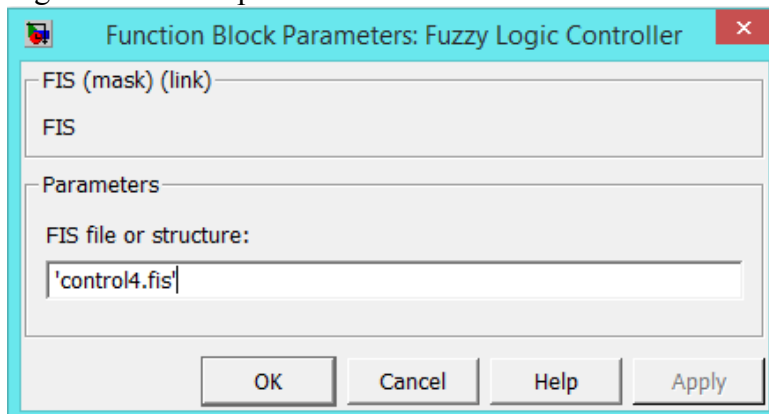 Function Block Parameters: Fuzzy Logic Controller
FIS (mask) (link)
FIS
Parameters
FIS file or structure:
'control4.fis'
OK Cancel Help Apply